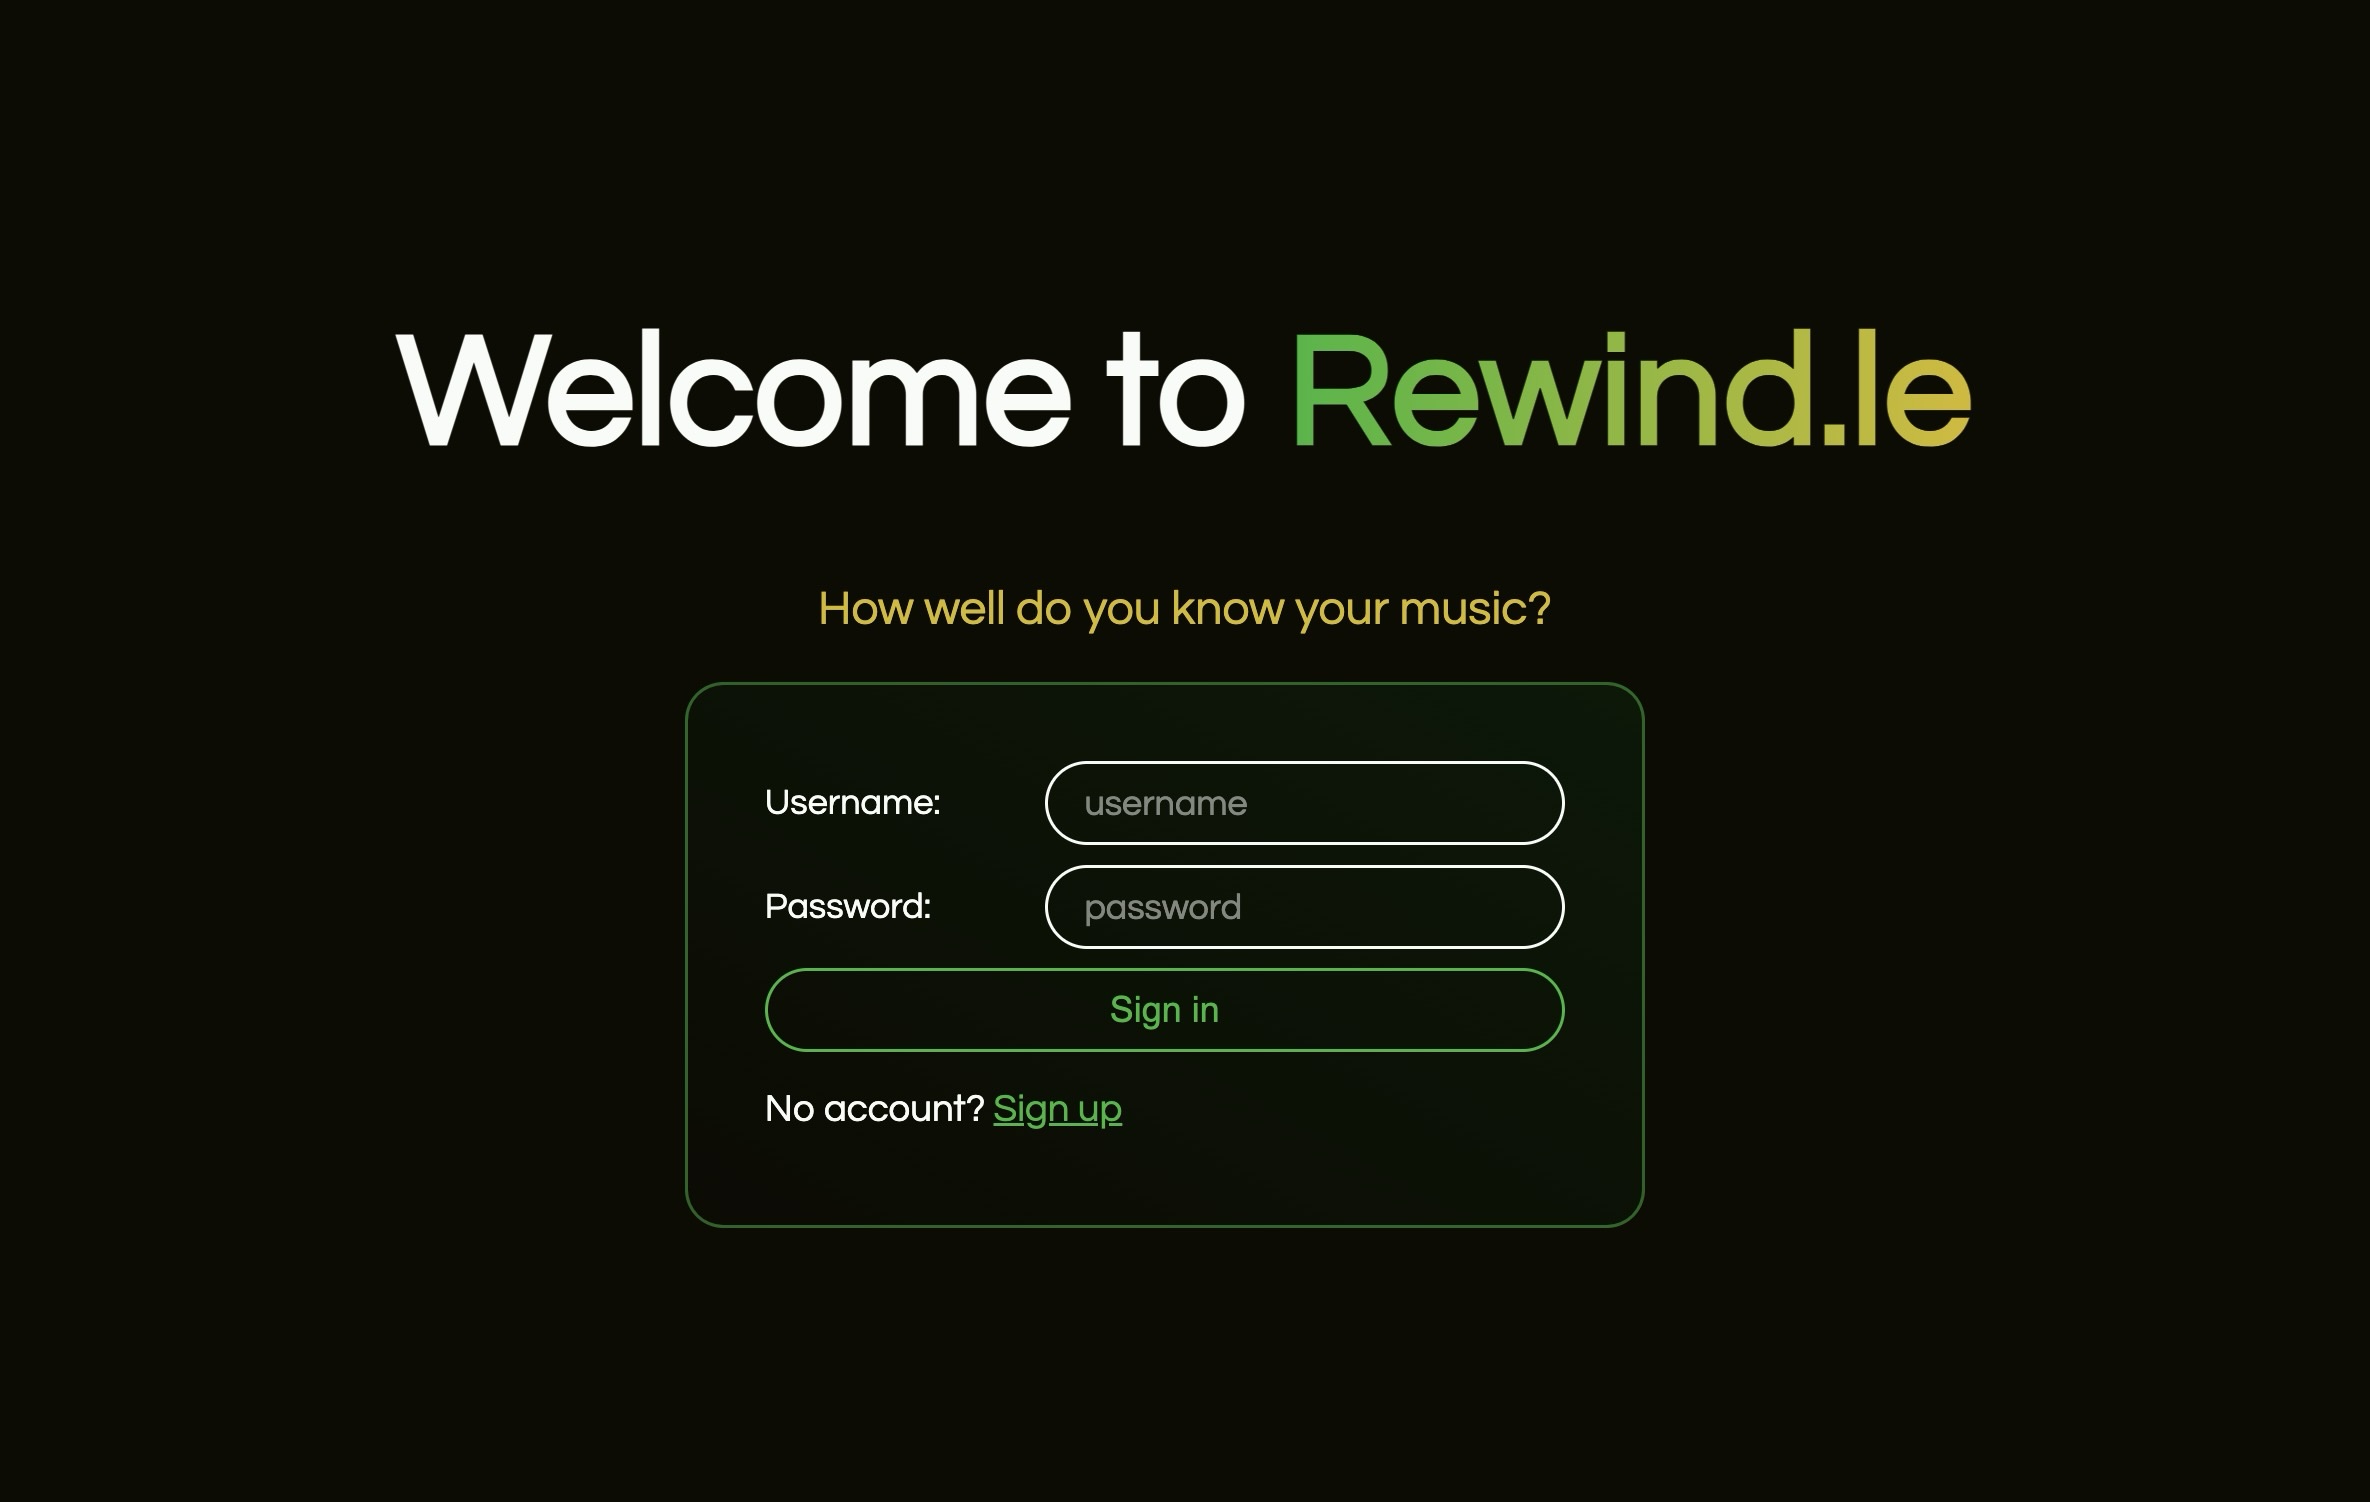 Welcome to Rewind.le
How well do you know your music?
Username: username
Password: password
Sign in
No account? Sign up